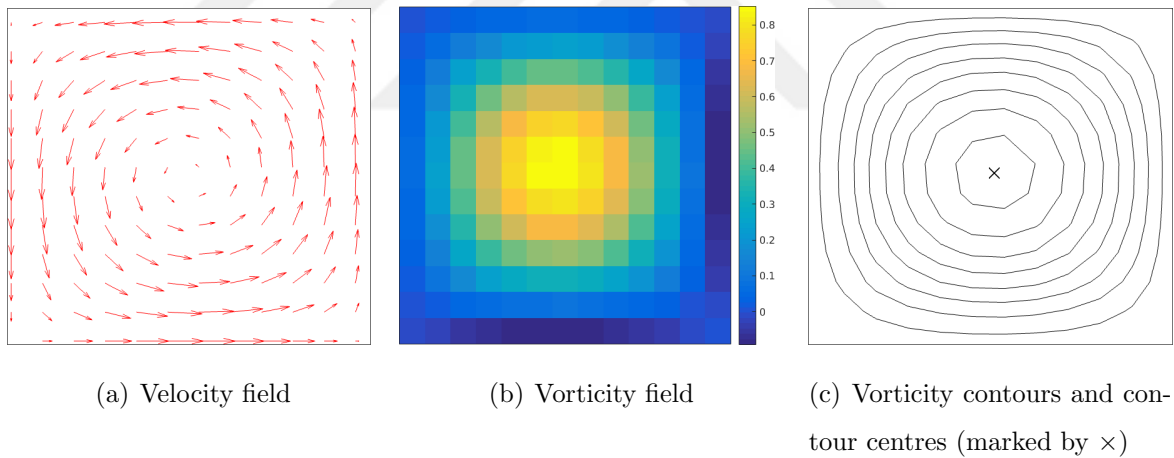 0.8
0.7
0.6
0.5
0.4
0.3
0.2
0.1
0
(a) Velocity field
(b) Vorticity field
(c) Vorticity contours and con-
tour centres (marked by ×)